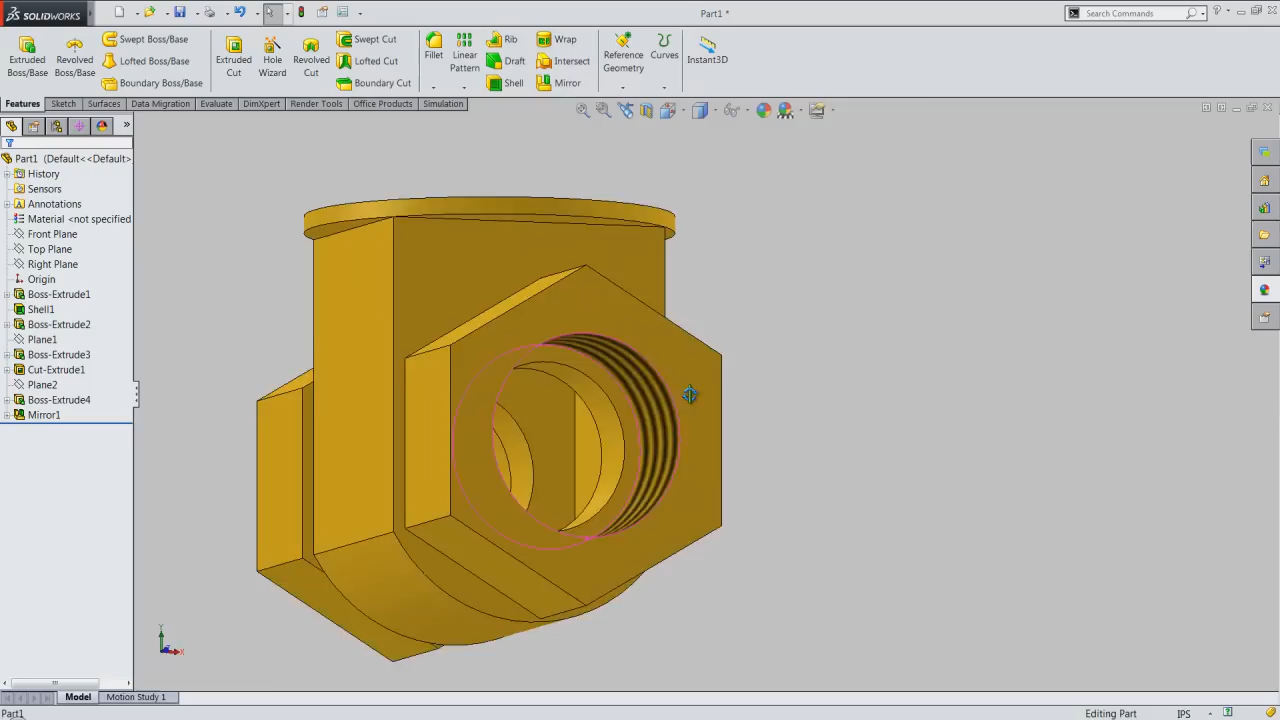 SOLIDWORKS
Part1 *
Search Commands
Extruded Boss/Base
Revolved Boss/Base
Swept Boss/Base
Lofted Boss/Base
Boundary Boss/Base
Extruded Cut
Hole Wizard
Revolved Cut
Swept Cut
Lofted Cut
Boundary Cut
Fillet
Linear Pattern
Rib
Draft
Shell
Wrap
Intersect
Mirror
Reference Geometry
Curves
Instant3D
Features Sketch Surfaces Data Migration Evaluate DimXpert Render Tools Office Products Simulation
Part1 (Default<<Default>
History
Sensors
Annotations
Material <not specified
Front Plane
Top Plane
Right Plane
Origin
Boss-Extrude1
Shell1
Boss-Extrude2
Plane1
Boss-Extrude3
Cut-Extrude1
Plane2
Boss-Extrude4
Mirror1
Y
X
Model Motion Study 1
Part1 Editing Part IPS